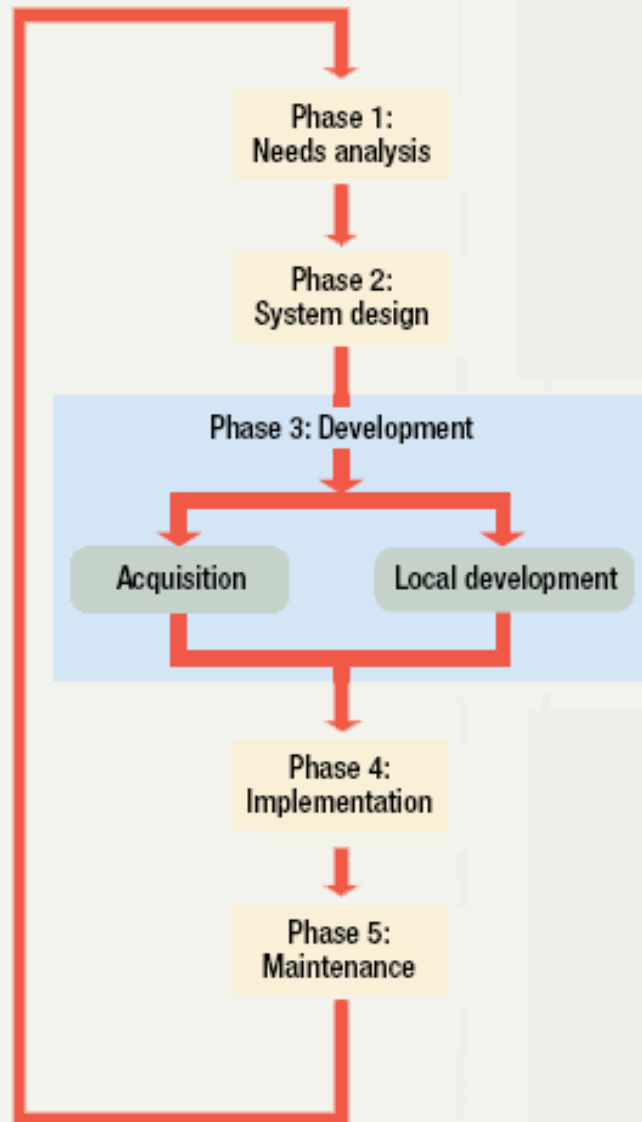 Phase 1:
Needs analysis
Phase 2:
System design
Phase 3: Development
Acquisition
Local development
Phase 4:
Implementation
Phase 5:
Maintenance